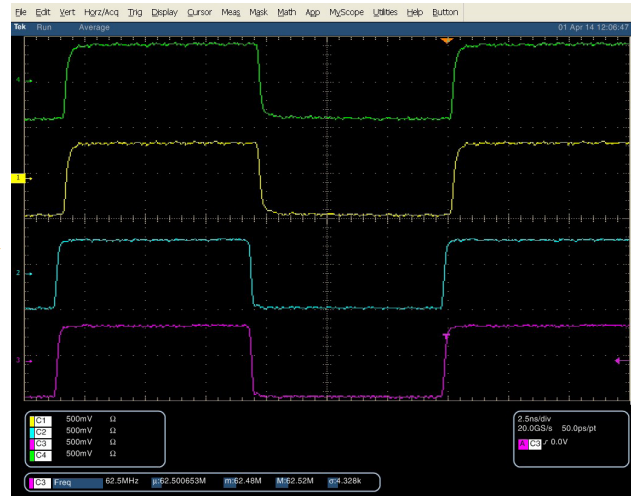 File Edit Vert Horz/Acq Trig Display Cursor Meas Mask Math App MyScope Utilities Help Button
Tek Run Average 01 Apr 14 12:06:47
4
1
2
3
C1 500mV Ω
C2 500mV Ω
C3 500mV Ω
C4 500mV Ω
2.5ns/div
20.0GS/s 50.0ps/pt
A C3 / 0.0V
C3 Freq 62.5MHz µ:62.500653M m:62.48M M:62.52M σ:4.328k